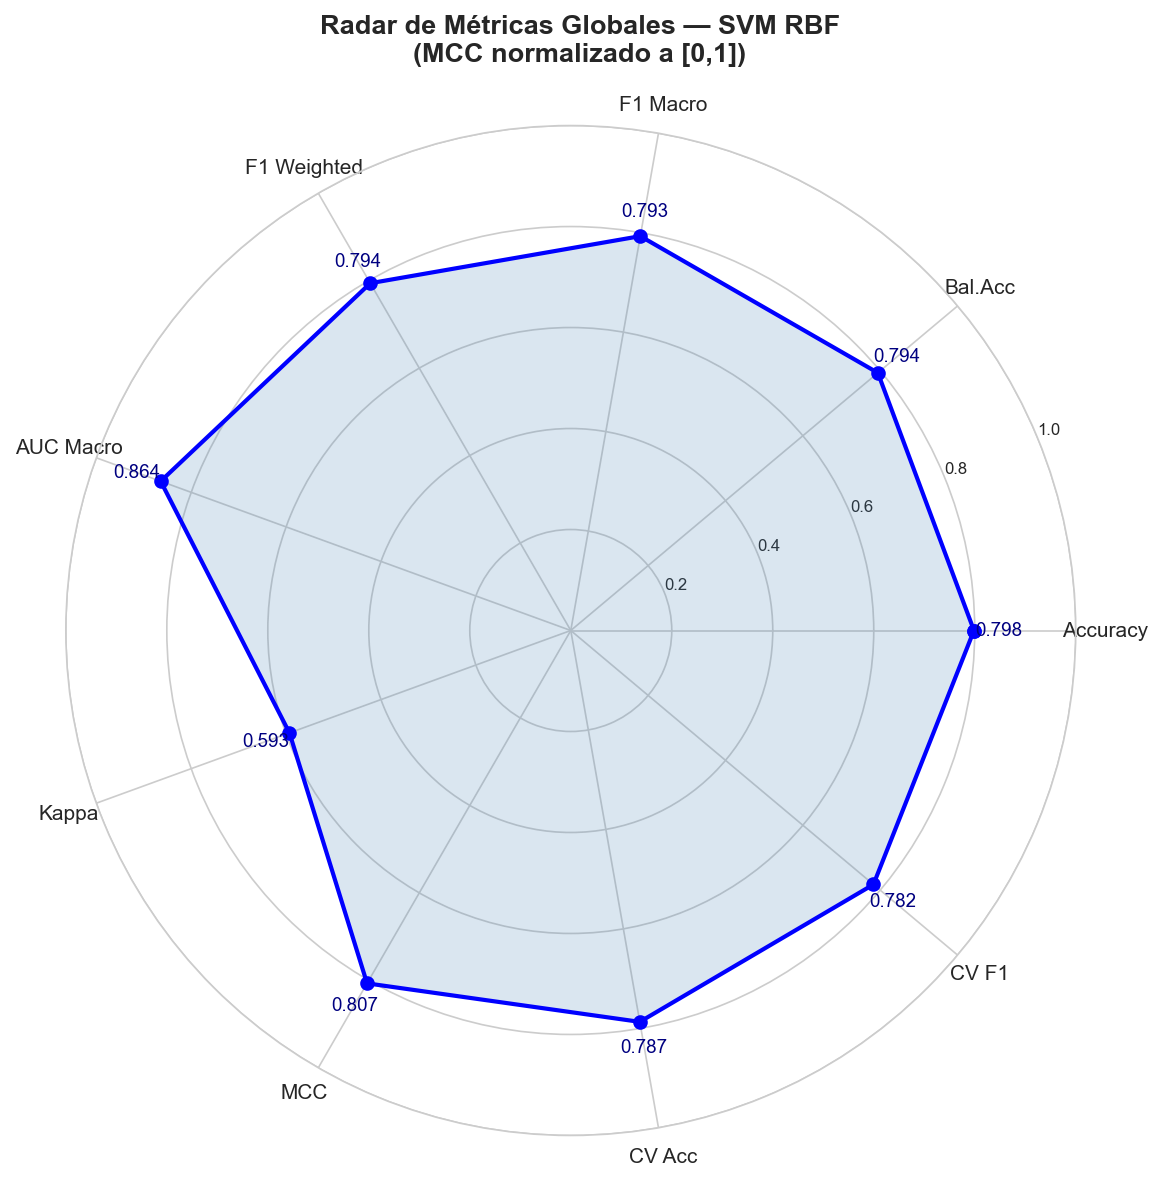 Radar de Métricas Globales — SVM RBF
(MCC normalizado a [0,1])
F1 Macro
F1 Weighted
0.793
0.794
Bal.Acc
0.794
1.0
AUC Macro
0.864
0.8
0.6
0.4
0.2
0.798
Accuracy
0.593
Kappa
0.782
CV F1
0.807
0.787
MCC
CV Acc